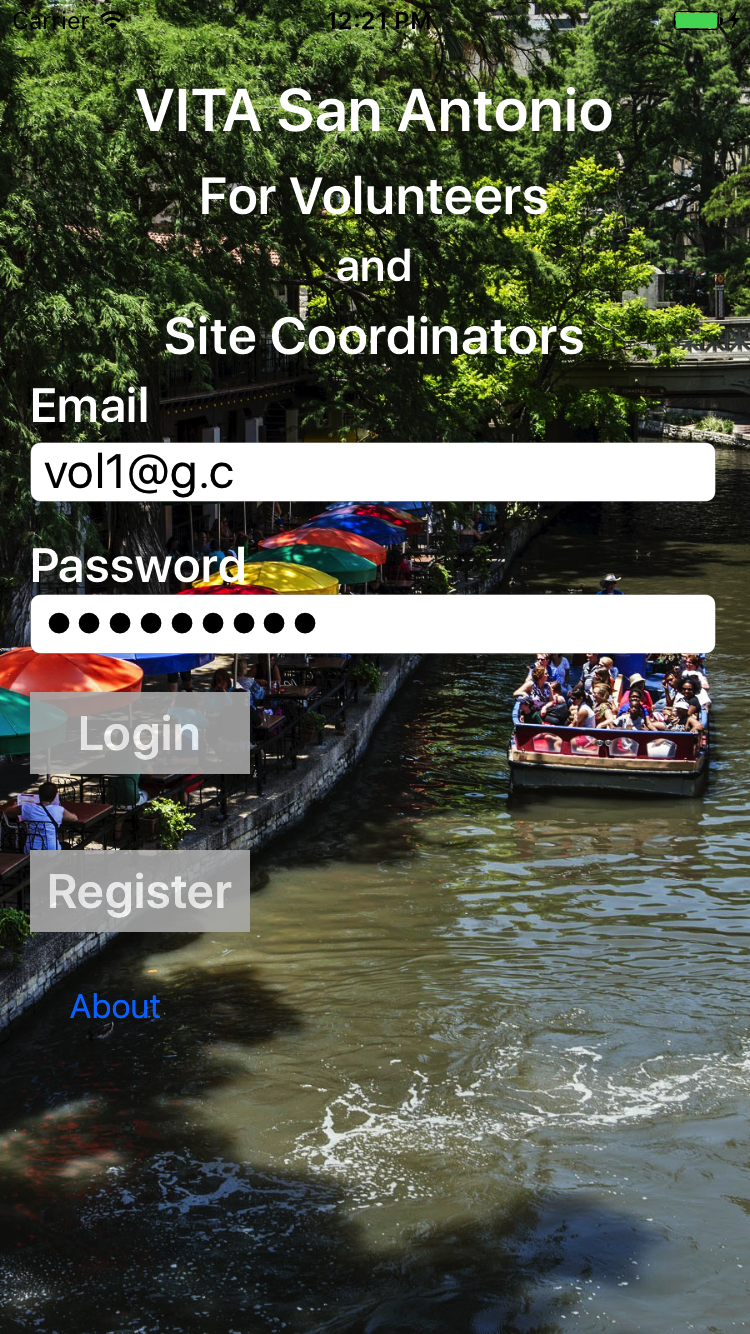 Carrier 12:21 PM
VITA San Antonio
For Volunteers
and
Site Coordinators
Email
vol1@g.c
Password
●●●●●●●●●
Login
Register
About